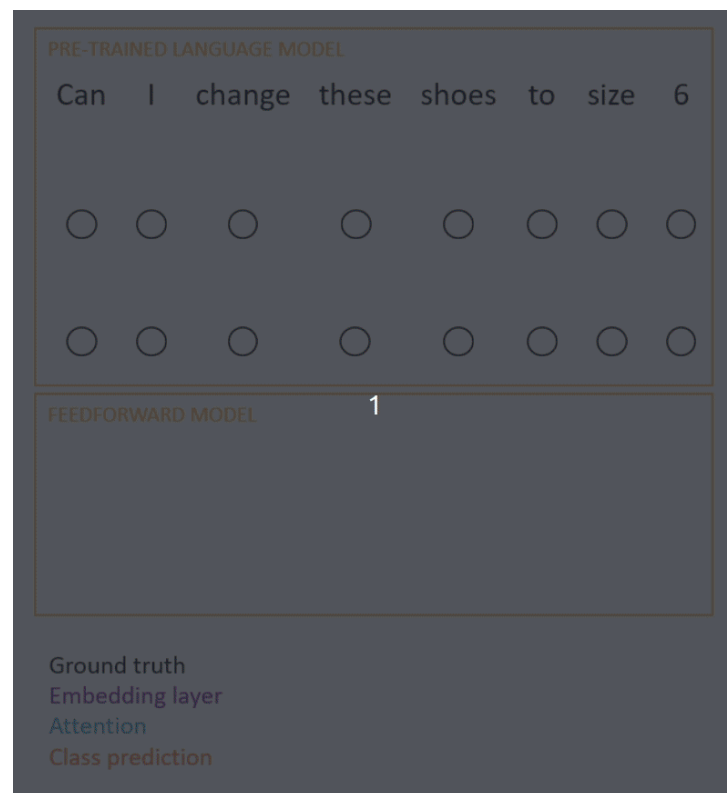 PRE-TRAINED LANGUAGE MODEL
Can I change these shoes to size 6
1
FEEDFORWARD MODEL
Ground truth
Embedding layer
Attention
Class prediction